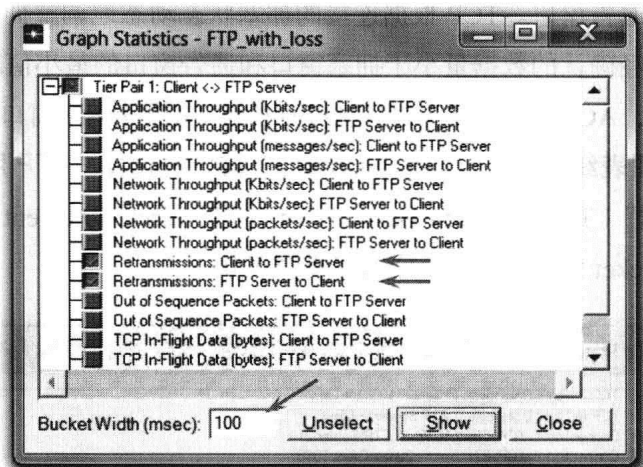 Graph Statistics - FTP_with_loss
Tier Pair 1: Client <-> FTP Server
Application Throughput (Kbits/sec): Client to FTP Server
Application Throughput (Kbits/sec): FTP Server to Client
Application Throughput (messages/sec): Client to FTP Server
Application Throughput (messages/sec): FTP Server to Client
Network Throughput (Kbits/sec): Client to FTP Server
Network Throughput (Kbits/sec): FTP Server to Client
Network Throughput (packets/sec): Client to FTP Server
Network Throughput (packets/sec): FTP Server to Client
Retransmissions: Client to FTP Server
Retransmissions: FTP Server to Client
Out of Sequence Packets: Client to FTP Server
Out of Sequence Packets: FTP Server to Client
TCP In-Flight Data (bytes): Client to FTP Server
TCP In-Flight Data (bytes): FTP Server to Client
Bucket Width (msec): 100 Unselect Show Close